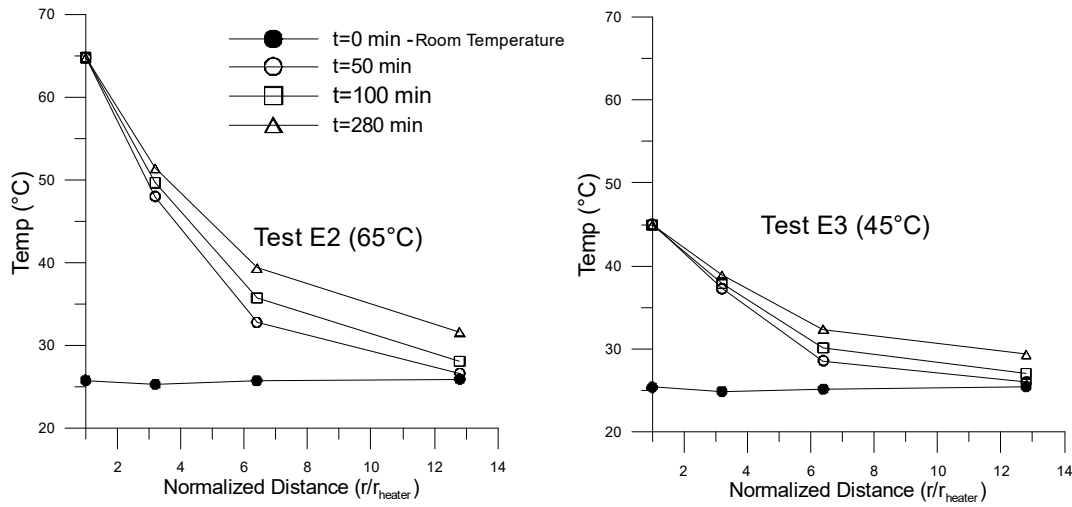 70
60
50
40
30
20
Temp (°C)
t=0 min -Room Temperature
t=50 min
t=100 min
t=280 min
Test E2 (65°C)
2 4 6 8 10 12 14
Normalized Distance (r/rheater)
70
60
50
40
30
20
Temp (°C)
Test E3 (45°C)
2 4 6 8 10 12 14
Normalized Distance (r/rheater)